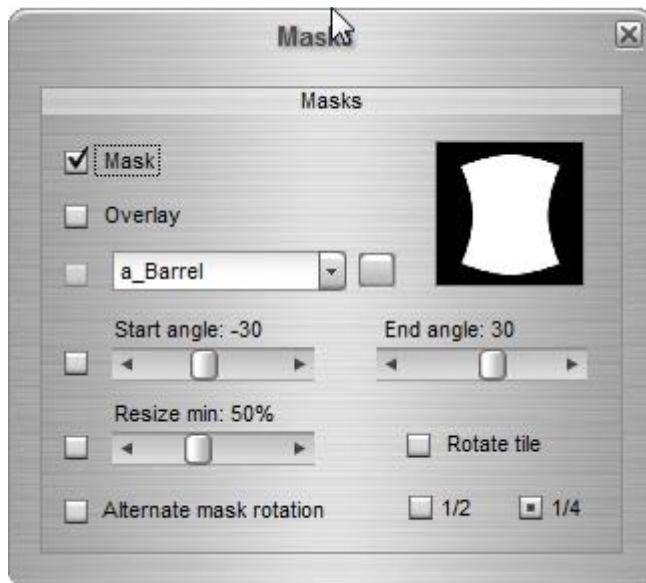 Masks
Masks
Mask
Overlay
a_Barrel
Start angle: -30
End angle: 30
Resize min: 50%
Rotate tile
Alternate mask rotation
1/2
1/4